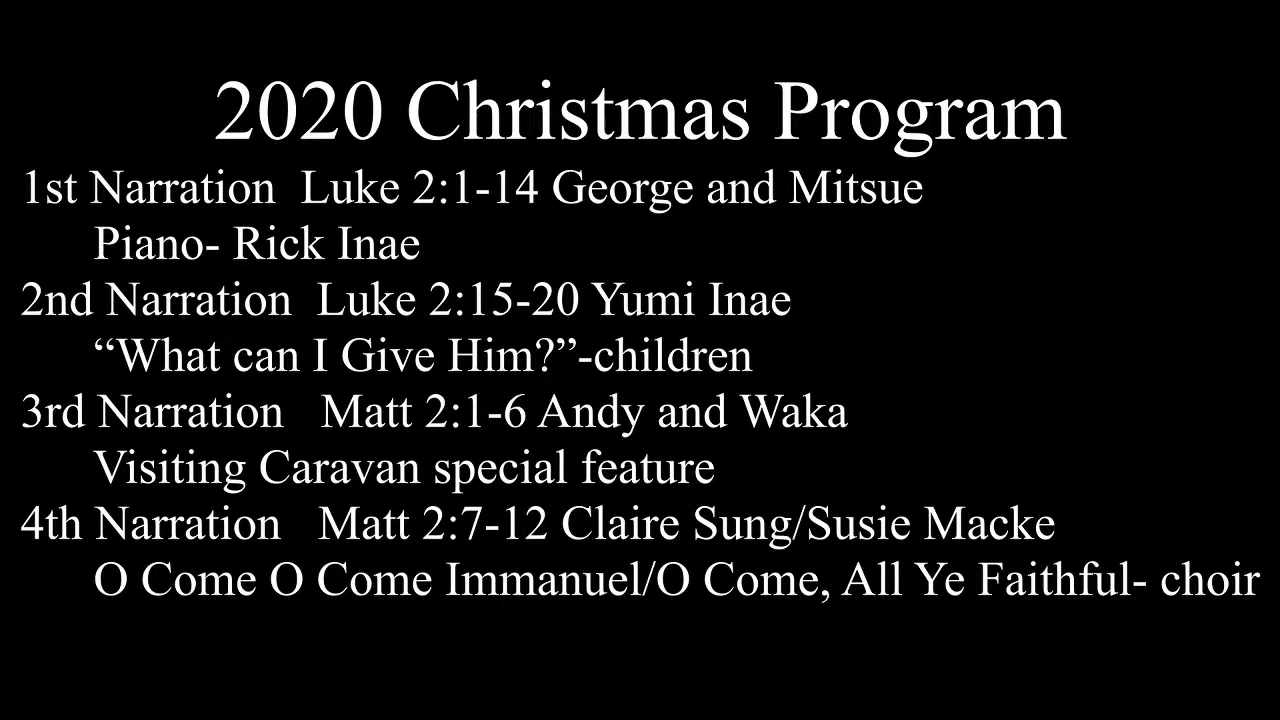 2020 Christmas Program
1st Narration  Luke 2:1-14 George and Mitsue
Piano- Rick Inae
2nd Narration  Luke 2:15-20 Yumi Inae
“What can I Give Him?”-children
3rd Narration   Matt 2:1-6 Andy and Waka
Visiting Caravan special feature
4th Narration   Matt 2:7-12 Claire Sung/Susie Macke
O Come O Come Immanuel/O Come, All Ye Faithful- choir